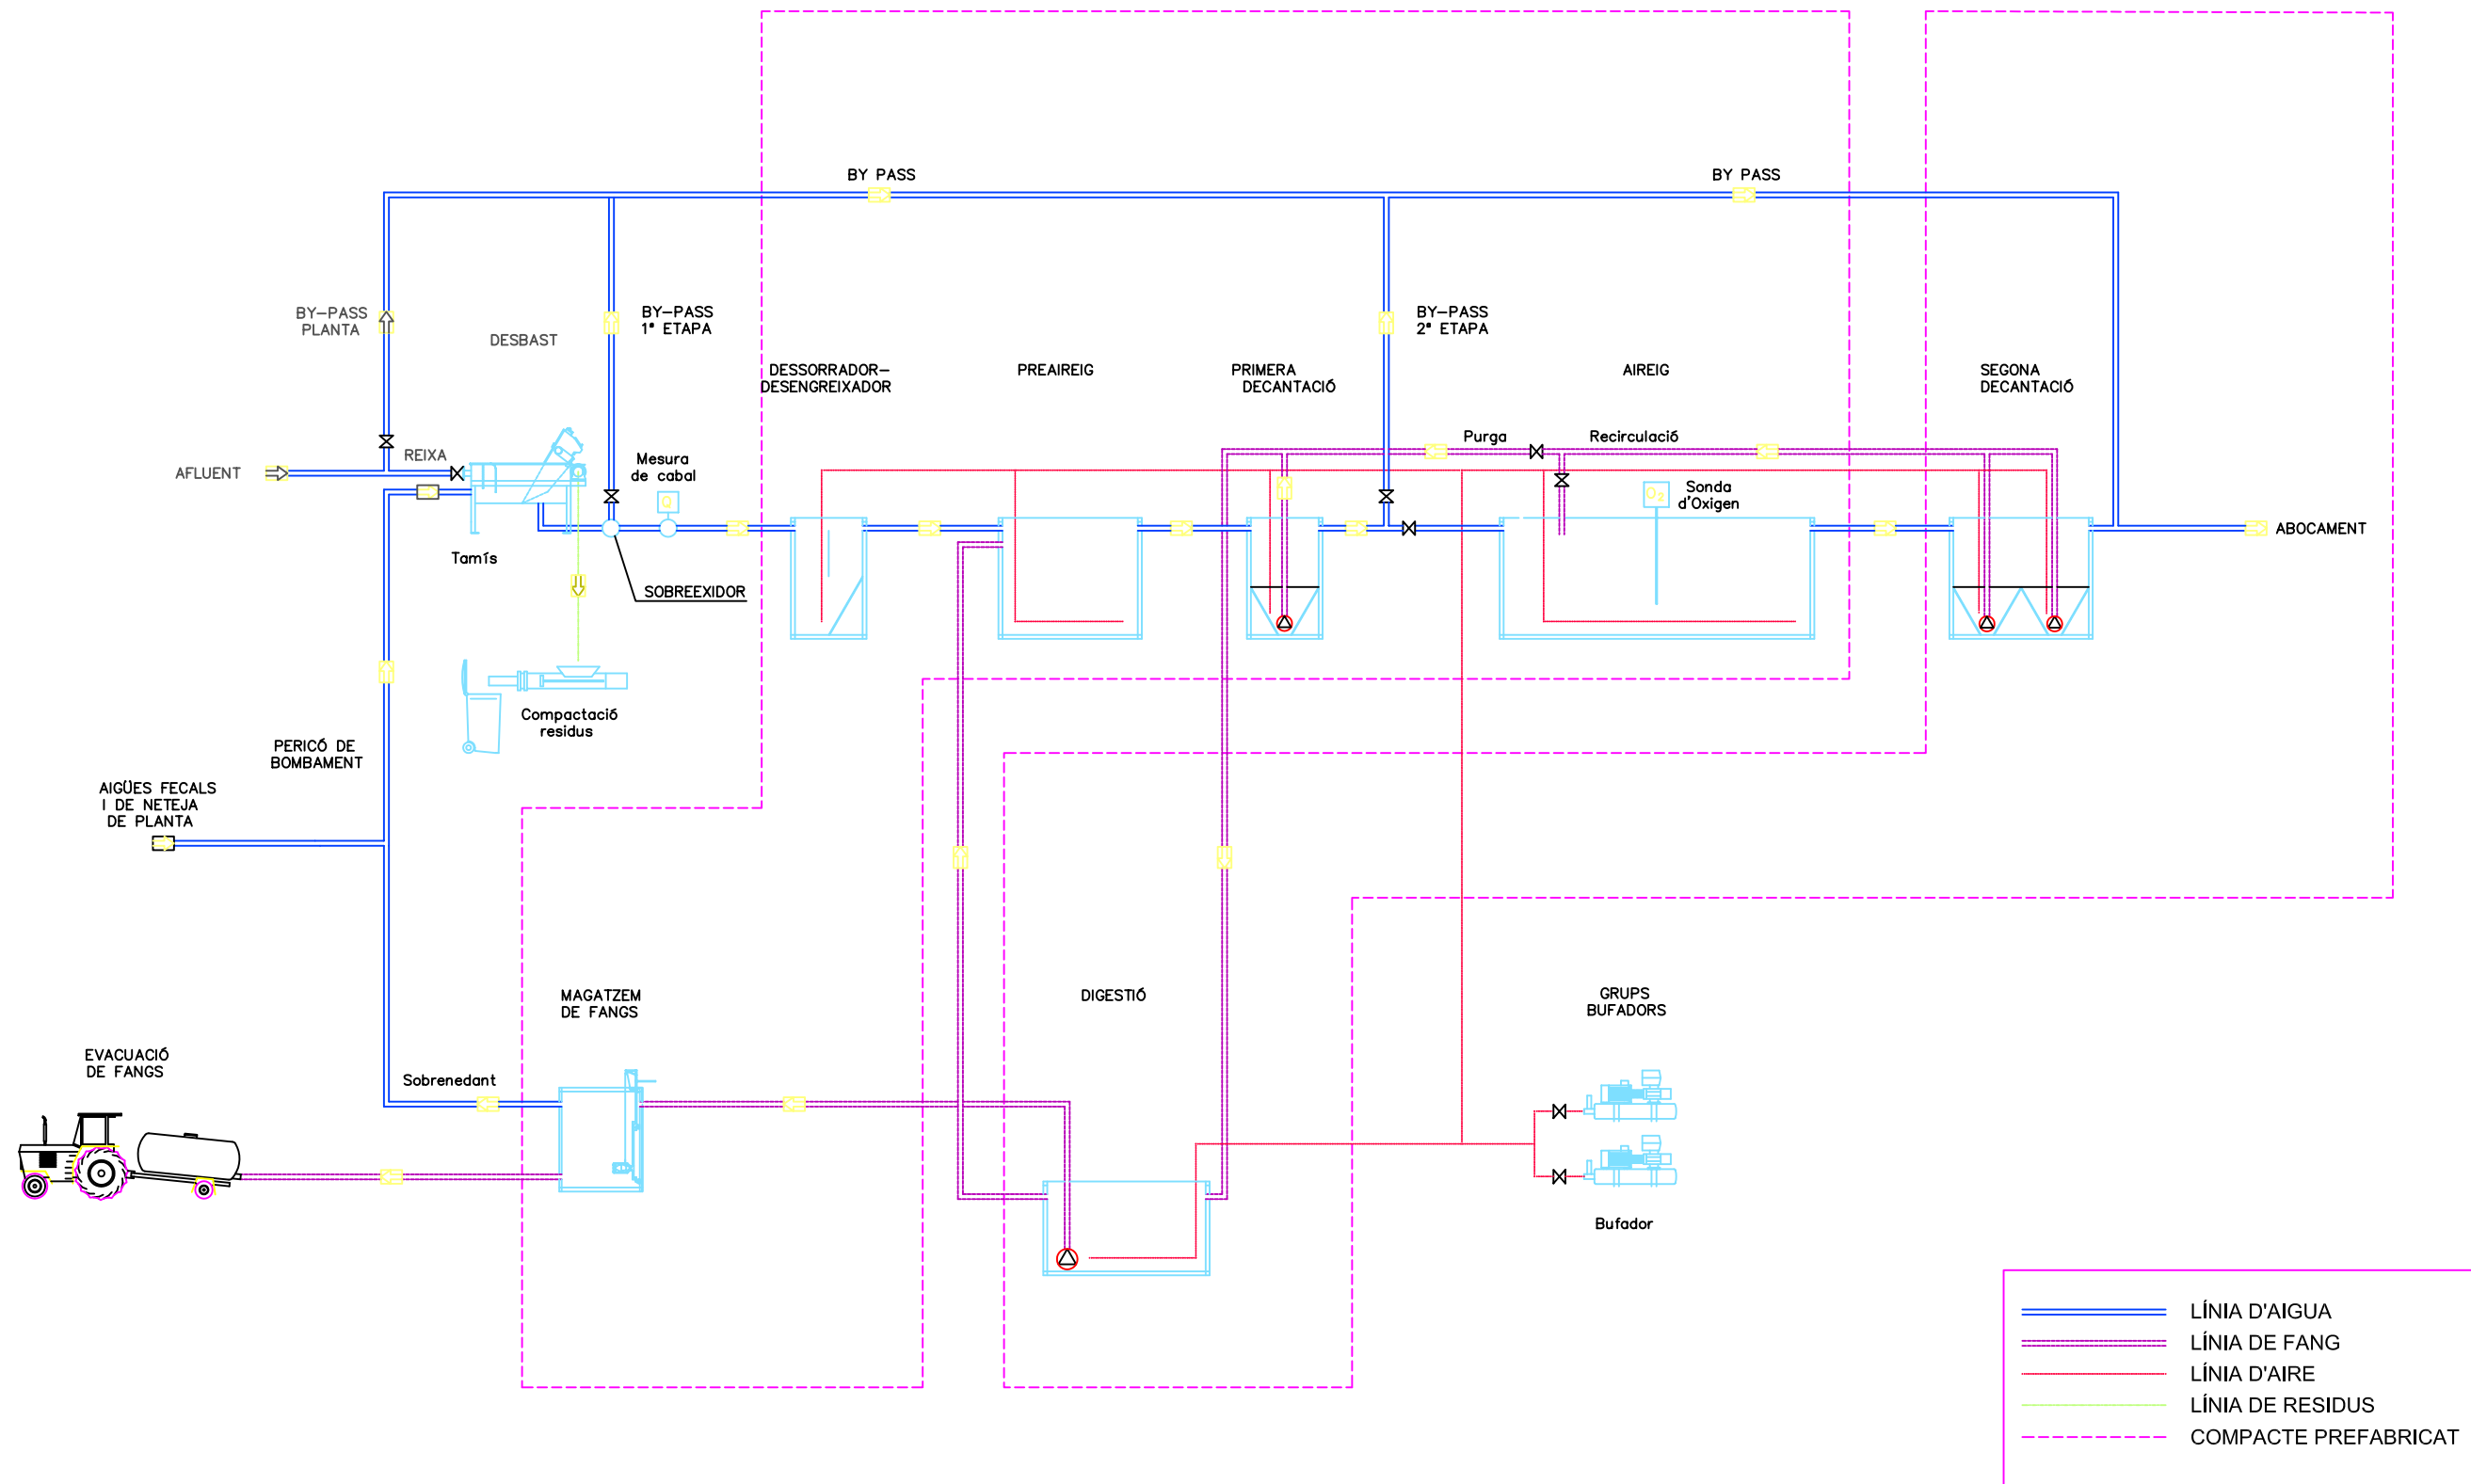 BY PASS
BY PASS
BY-PASS
PLANTA
DESBAST
BY-PASS
1ª ETAPA
BY-PASS
2ª ETAPA
DESSORRADOR-
DESENGREIXADOR
PREAIREIG
PRIMERA
DECANTACIÓ
AIREIG
SEGONA
DECANTACIÓ
AFLUENT
REIXA
Mesura
de cabal
Q
Purga
Recirculació
O2
Sonda
d'Oxigen
ABOCAMENT
Tamís
SOBREEXIDOR
Compactació
residus
PERICÓ DE
BOMBAMENT
AIGÜES FECALS
I DE NETEJA
DE PLANTA
MAGATZEM
DE FANGS
DIGESTIÓ
GRUPS
BUFADORS
EVACUACIÓ
DE FANGS
Sobrenedant
Bufador
LÍNIA D'AIGUA
LÍNIA DE FANG
LÍNIA D'AIRE
LÍNIA DE RESIDUS
COMPACTE PREFABRICAT